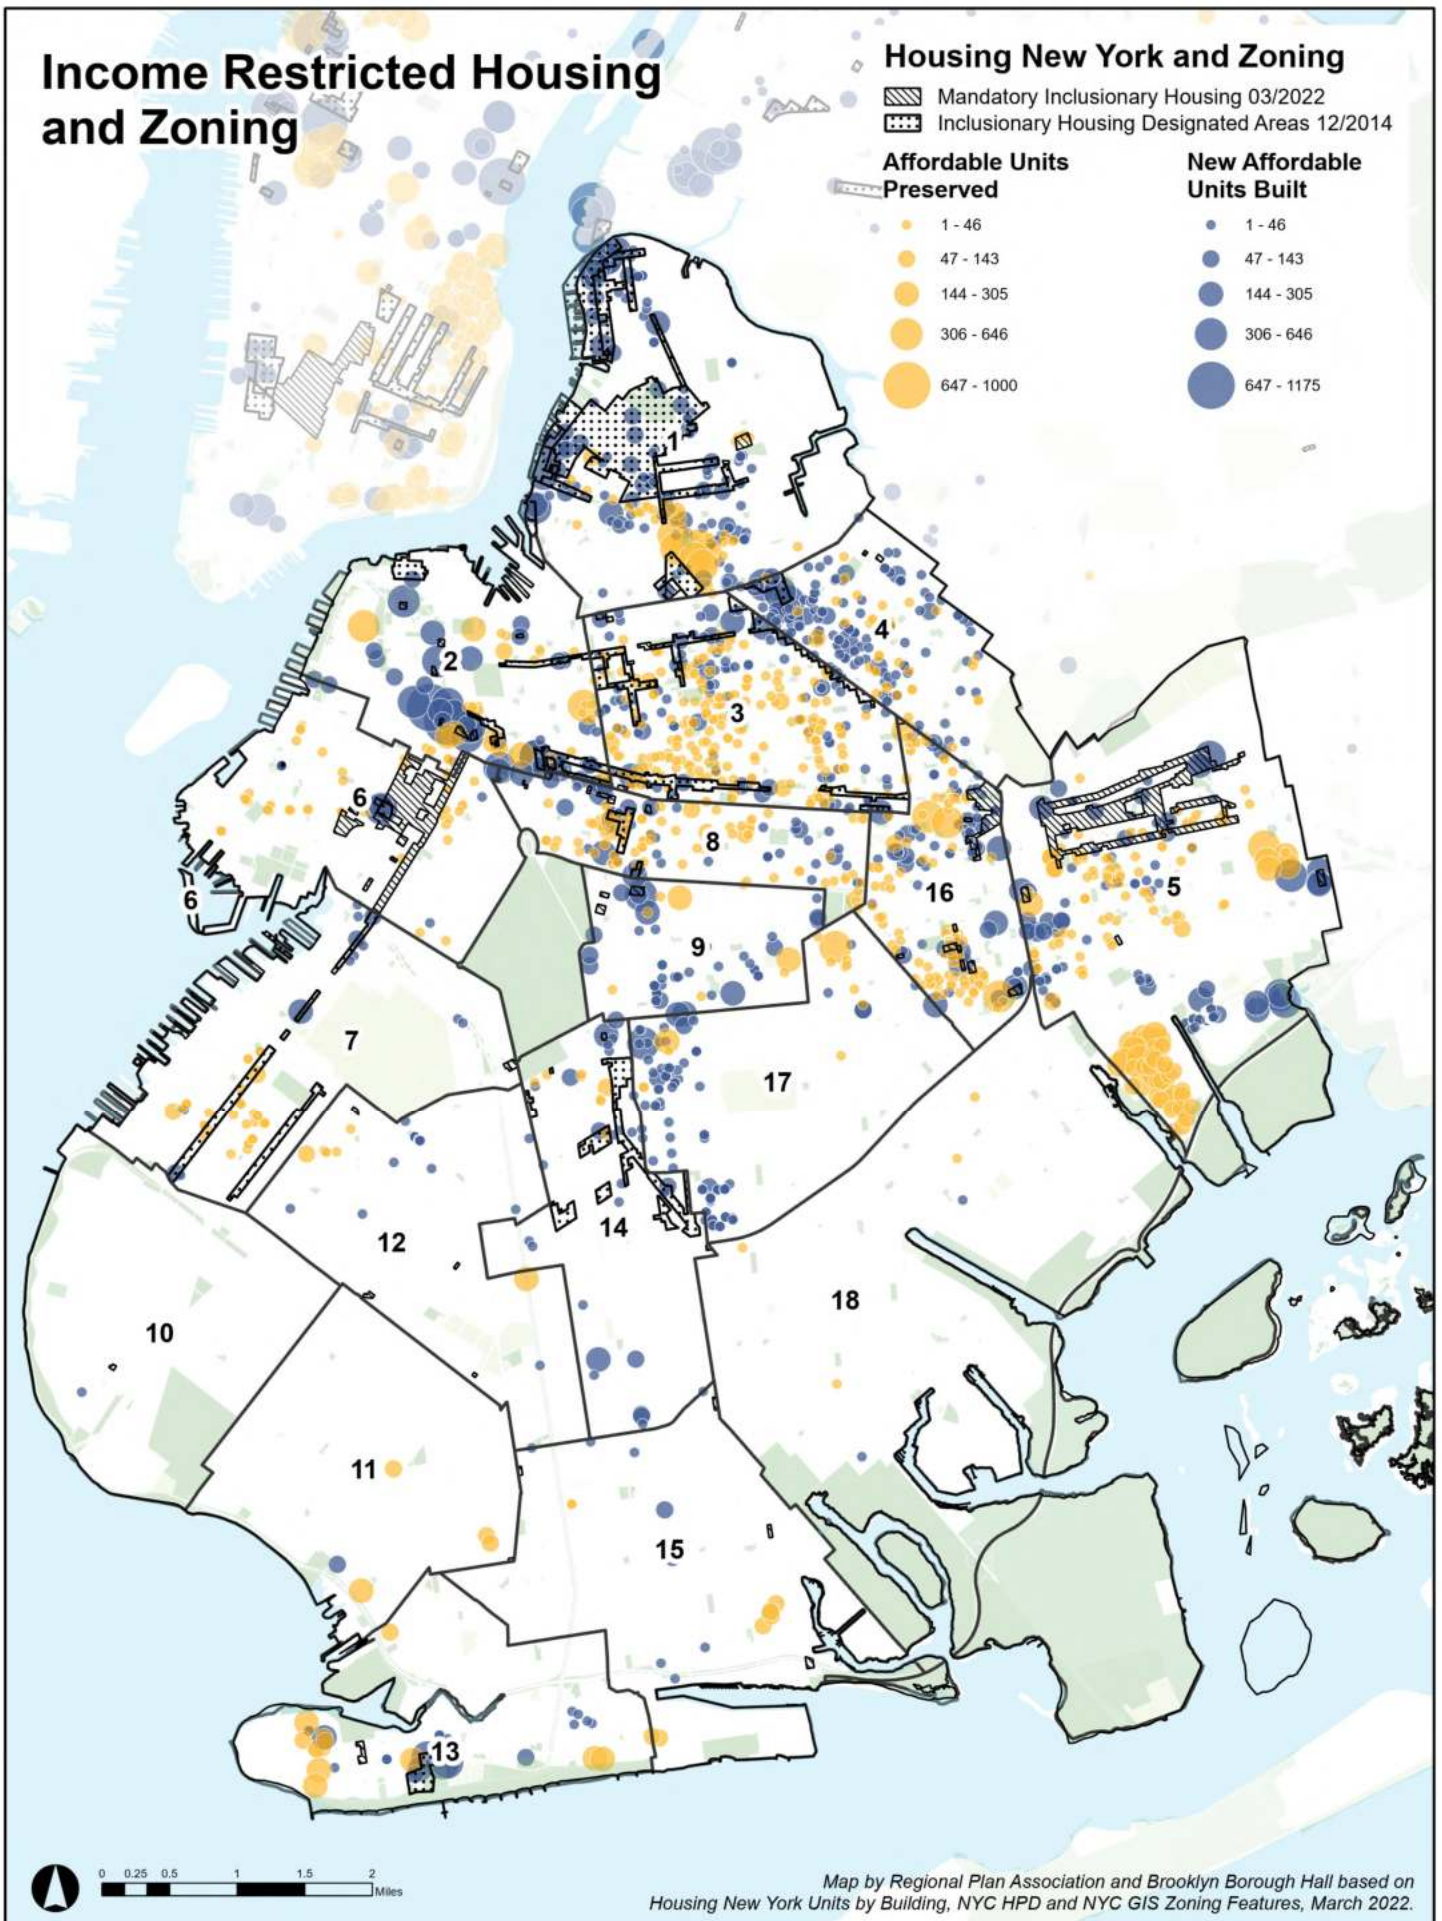 Income Restricted Housing
and Zoning
Housing New York and Zoning
Mandatory Inclusionary Housing 03/2022
Inclusionary Housing Designated Areas 12/2014
Affordable Units
Preserved
1 - 46
47 - 143
144 - 305
306 - 646
647 - 1000
New Affordable
Units Built
1 - 46
47 - 143
144 - 305
306 - 646
647 - 1175
1
4
2
3
6
8
5
16
6
9
7
17
12
14
18
10
11
15
13
0 0.25 0.5 1 1.5 2
Miles
Map by Regional Plan Association and Brooklyn Borough Hall based on
Housing New York Units by Building, NYC HPD and NYC GIS Zoning Features, March 2022.